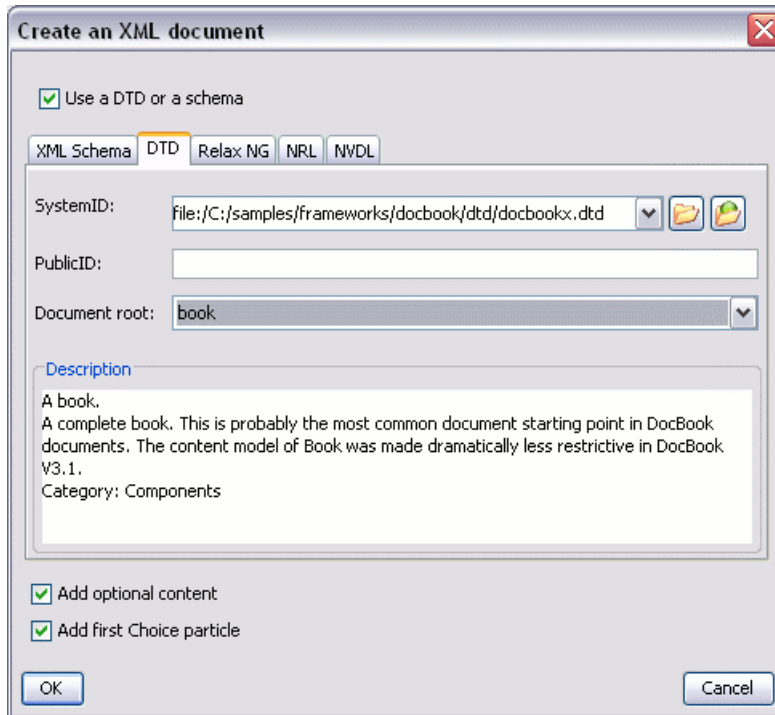 Create an XML document
Use a DTD or a schema
XML Schema DTD Relax NG NRL NVDL
SystemID: file:/C:/samples/frameworks/docbook/dtd/docbookx.dtd
PublicID:
Document root: book
Description
A book.
A complete book. This is probably the most common document starting point in DocBook
documents. The content model of Book was made dramatically less restrictive in DocBook
V3.1.
Category: Components
Add optional content
Add first Choice particle
OK Cancel